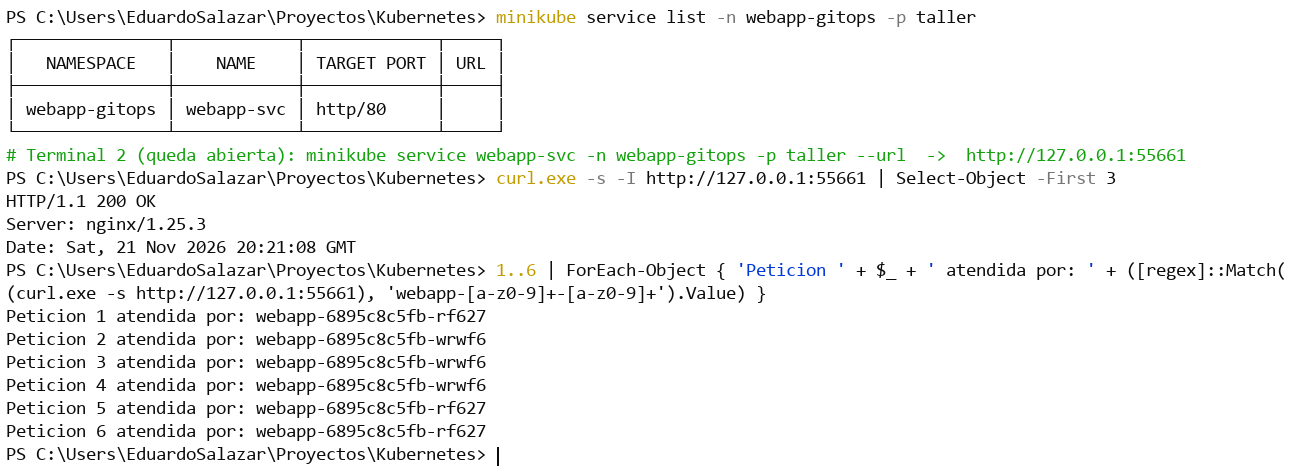 PS C:\Users\EduardoSalazar\Proyectos\Kubernetes> minikube service list -n webapp-gitops -p taller
NAMESPACE NAME TARGET PORT URL
webapp-gitops webapp-svc http/80
# Terminal 2 (queda abierta): minikube service webapp-svc -n webapp-gitops -p taller --url  ->  http://127.0.0.1:55661
PS C:\Users\EduardoSalazar\Proyectos\Kubernetes> curl.exe -s -I http://127.0.0.1:55661 | Select-Object -First 3
HTTP/1.1 200 OK
Server: nginx/1.25.3
Date: Sat, 21 Nov 2026 20:21:08 GMT
PS C:\Users\EduardoSalazar\Proyectos\Kubernetes> 1..6 | ForEach-Object { 'Peticion ' + $_ + ' atendida por: ' + ([regex]::Match(
(curl.exe -s http://127.0.0.1:55661), 'webapp-[a-z0-9]+-[a-z0-9]+').Value) }
Peticion 1 atendida por: webapp-6895c8c5fb-rf627
Peticion 2 atendida por: webapp-6895c8c5fb-wrwf6
Peticion 3 atendida por: webapp-6895c8c5fb-wrwf6
Peticion 4 atendida por: webapp-6895c8c5fb-wrwf6
Peticion 5 atendida por: webapp-6895c8c5fb-rf627
Peticion 6 atendida por: webapp-6895c8c5fb-rf627
PS C:\Users\EduardoSalazar\Proyectos\Kubernetes>